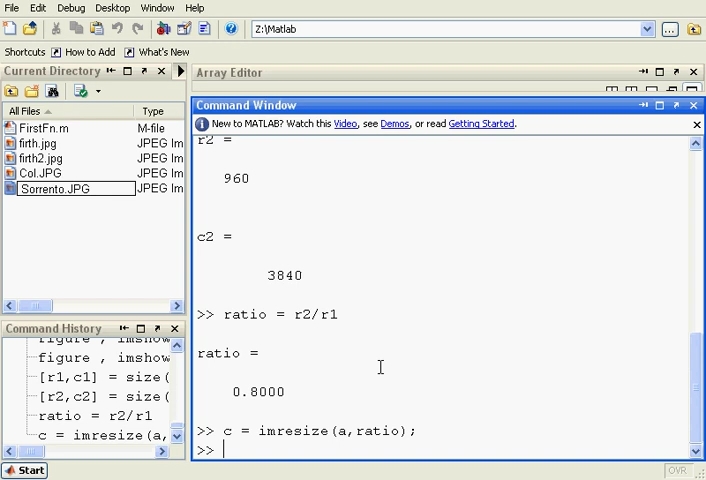 File Edit Debug Desktop Window Help
Z:\Matlab
Shortcuts How to Add What's New
Current Directory
All Files Type
FirstFn.m M-file
firth.jpg JPEG Im
firth2.jpg JPEG Im
Col.JPG JPEG Im
Sorrento.JPG JPEG Im
Command History
figure , imshow
figure , imshow
[r1,c1] = size(
[r2,c2] = size(
ratio = r2/r1
c = imresize(a,
Start
Array Editor
Command Window
New to MATLAB? Watch this Video, see Demos, or read Getting Started.
r2 =
960
c2 =
3840
>> ratio = r2/r1
ratio =
0.8000
>> c = imresize(a,ratio);
>>
OVR